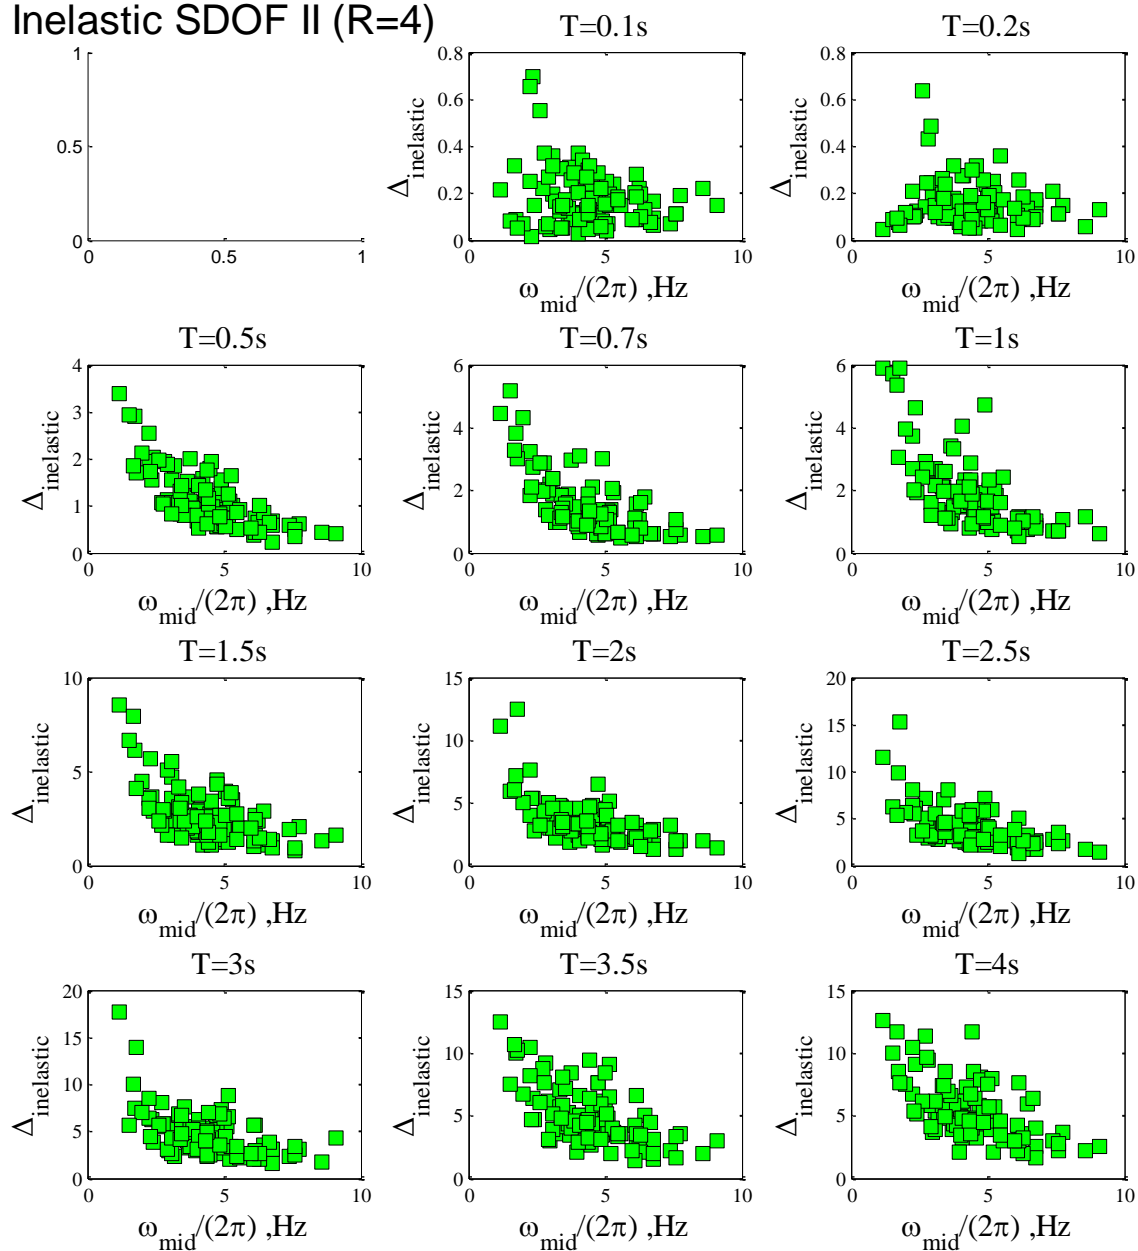 Inelastic SDOF II (R=4)
1
0.5
0
0 0.5 1
T=0.1s
0.8
0.6
0.4
0.2
0
0 5 10
Δinelastic
ωmid/(2π) ,Hz
T=0.2s
0.8
0.6
0.4
0.2
0
0 5 10
Δinelastic
ωmid/(2π) ,Hz
T=0.5s
4
3
2
1
0
0 5 10
Δinelastic
ωmid/(2π) ,Hz
T=0.7s
6
4
2
0
0 5 10
Δinelastic
ωmid/(2π) ,Hz
T=1s
6
4
2
0
0 5 10
Δinelastic
ωmid/(2π) ,Hz
T=1.5s
10
5
0
0 5 10
Δinelastic
ωmid/(2π) ,Hz
T=2s
15
10
5
0
0 5 10
Δinelastic
ωmid/(2π) ,Hz
T=2.5s
20
15
10
5
0
0 5 10
Δinelastic
ωmid/(2π) ,Hz
T=3s
20
15
10
5
0
0 5 10
Δinelastic
ωmid/(2π) ,Hz
T=3.5s
15
10
5
0
0 5 10
Δinelastic
ωmid/(2π) ,Hz
T=4s
15
10
5
0
0 5 10
Δinelastic
ωmid/(2π) ,Hz